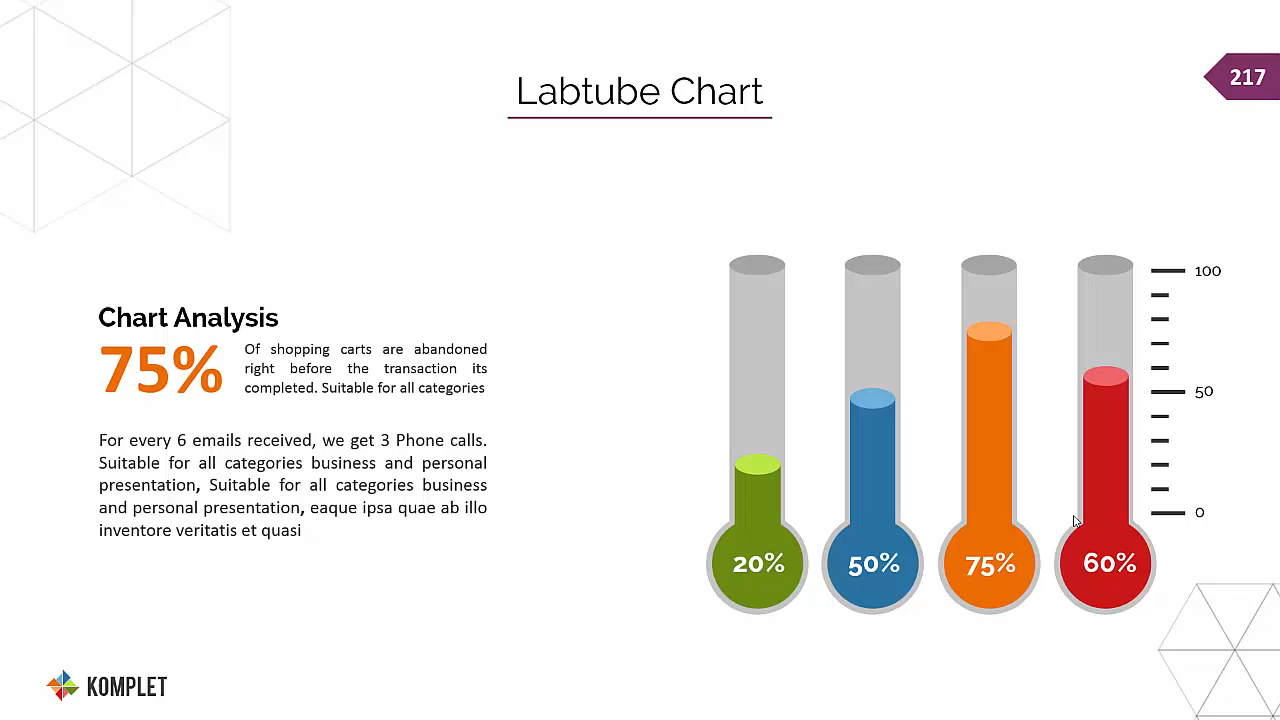 217
Labtube Chart
Chart Analysis
75%
Of shopping carts are abandoned
right before the transaction its
completed. Suitable for all categories
For every 6 emails received, we get 3 Phone calls.
Suitable for all categories business and personal
presentation, Suitable for all categories business
and personal presentation, eaque ipsa quae ab illo
inventore veritatis et quasi
100
50
0
20%
50%
75%
60%
KOMPLET